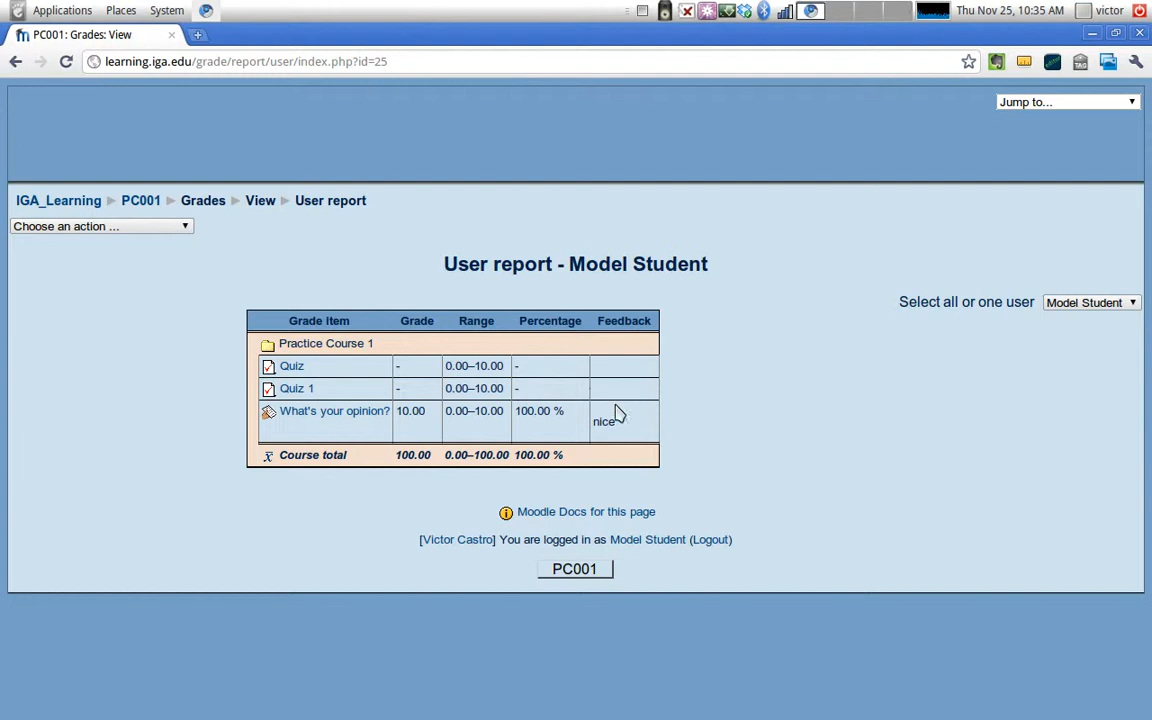 Applications Places System Thu Nov 25, 10:35 AM victor
PC001: Grades: View
learning.iga.edu/grade/report/user/index.php?id=25
Jump to...
IGA_Learning PC001 Grades View User report
Choose an action ...
User report - Model Student
Select all or one user Model Student
Grade Item Grade Range Percentage Feedback
Practice Course 1
Quiz - 0.00–10.00 -
Quiz 1 - 0.00–10.00 -
What's your opinion? 10.00 0.00–10.00 100.00 %
nice
Course total 100.00 0.00–100.00 100.00 %
Moodle Docs for this page
[Victor Castro] You are logged in as Model Student (Logout)
PC001